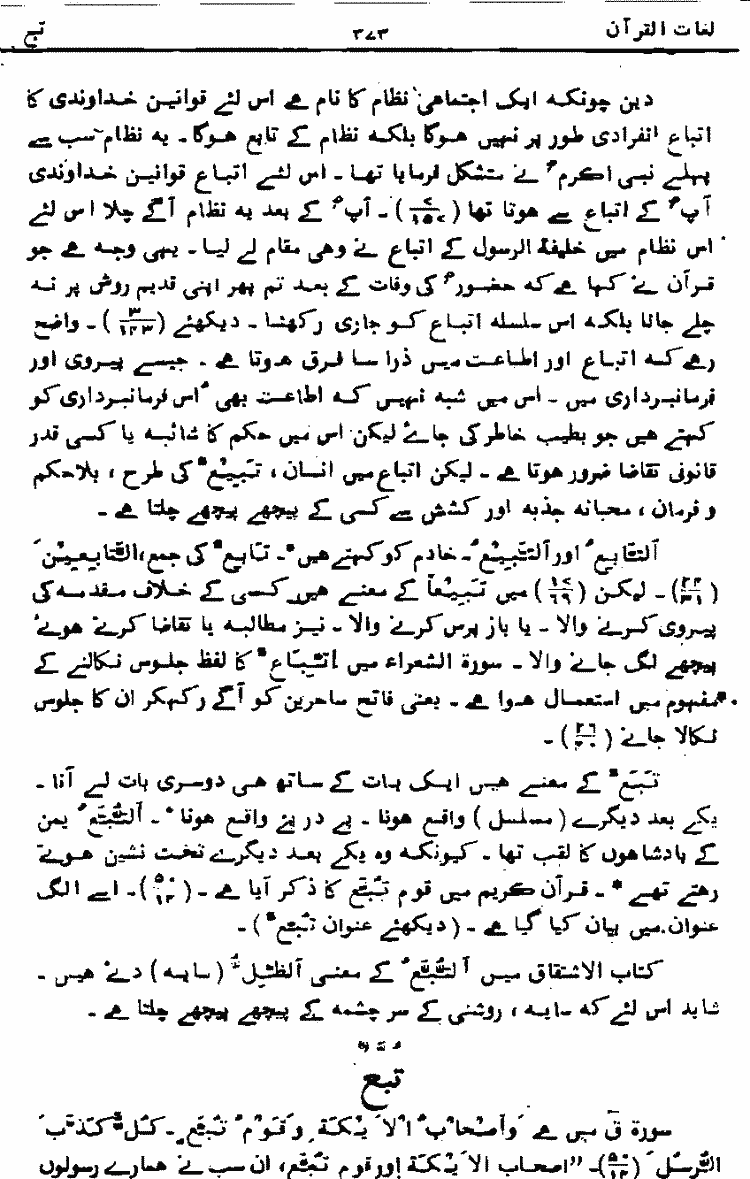 لغات القرآن ۳۷۳ تبع
دین چونکہ ایک اجتماعی نظام کا نام ہے اس لئے قوانین خداوندی کا
اتباع انفرادی طور پر نہیں ہوگا بلکہ نظام کے تابع ہوگا۔ یہ نظام سب سے
پہلے نبی اکرمؐ نے متشکل فرمایا تھا۔ اس لئے اتباع قوانین خداوندی
آپؐ کے اتباع سے ہوتا تھا (۷/۱۵۷)۔ آپؐ کے بعد یہ نظام آگے چلا اس لئے
اس نظام میں خلیفۃ الرسول کے اتباع نے وہی مقام لے لیا۔ یہی وجہ ہے جو
قرآن نے کہا ہے کہ حضورؐ کی وفات کے بعد تم پھر اپنی قدیم روش پر نہ
چلے جانا بلکہ اس سلسلہ اتباع کو جاری رکھنا۔ دیکھئے (۳/۱۴۳)۔ واضح
رہے کہ اتباع اور اطاعت میں ذرا سا فرق ہوتا ہے۔ جیسے پیروی اور
فرمانبرداری میں۔ اس میں شبہ نہیں کہ اطاعت بھی اس فرمانبرداری کو
کہتے ہیں جو بطیب خاطر کی جائے لیکن اس میں حکم کا شائبہ یا کسی قدر
قانونی تقاضا ضرور ہوتا ہے۔ لیکن اتباع میں انسان، تَبِیْعٌ کی طرح، بلا حکم
و فرمان، محبانہ جذبہ اور کشش سے کسی کے پیچھے پیچھے چلتا ہے۔
اَلتَّابِعُ اور اَلتَّبِیْعُ۔ خادم کو کہتے ہیں*۔ تَابِعٌ کی جمع، اَلتَّابِعِیْنَ
(۲۴/۳۱)۔ لیکن (۱۷/۶۹) میں تَبِیْعاً کے معنے ہیں کسی کے خلاف مقدمہ کی
پیروی کرنے والا۔ یا باز پرس کرنے والا۔ نیز مطالبہ یا تقاضا کرتے ہوئے
پیچھے لگ جانے والا۔ سورۃ الشعراء میں اِتِّبَاعٌ کا لفظ جلوس نکالنے کے
مفہوم میں استعمال ہوا ہے۔ یعنی فاتح ساحرین کو آگے رکھکر ان کا جلوس
نکالا جائے (۲۶/۴۰)۔
تَبَعٌ کے معنے ہیں ایک بات کے ساتھ ہی دوسری بات لے آنا۔
یکے بعد دیگرے (مسلسل) واقع ہونا۔ پے در پے واقع ہونا*۔ اَلتُّبَّعُ یمن
کے بادشاہوں کا لقب تھا۔ کیونکہ وہ یکے بعد دیگرے تخت نشین ہوتے
رہتے تھے*۔ قرآن کریم میں قوم تُبَّع کا ذکر آیا ہے۔ (۵۰/۱۴)۔ اسے الگ
عنوان میں بیان کیا گیا ہے۔ (دیکھئے عنوان تُبَّعٌ)۔
کتاب الاشتقاق میں اَلتُّبَّعُ کے معنی اَلظِّلُّ (سایہ) دئے ہیں۔
شاید اس لئے کہ سایہ، روشنی کے سر چشمہ کے پیچھے پیچھے چلتا ہے۔
تبع
سورۃ ق میں ہے وَاَصْحَابُ الْاَیْکَۃِ وَقَوْمُ تُبَّعٍ۔ کُلٌّ کَذَّبَ
الرُّسُلَ (۵۰/۱۴)۔ ”اصحاب الْاَیْکَۃِ اور قوم تُبَّع، ان سب نے ہمارے رسولوں